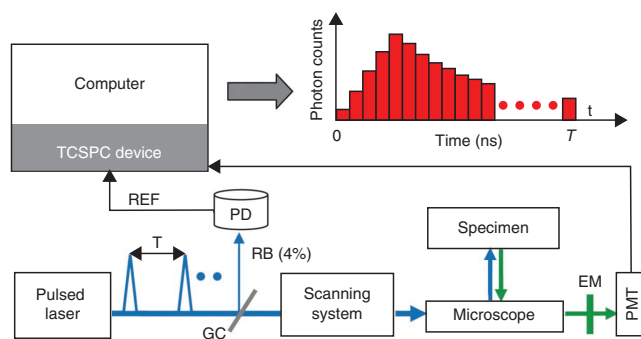 Computer
TCSPC device
Photon counts
0
Time (ns)
T
t
REF
PD
T
RB (4%)
Specimen
Pulsed
laser
GC
Scanning
system
Microscope
EM
PMT